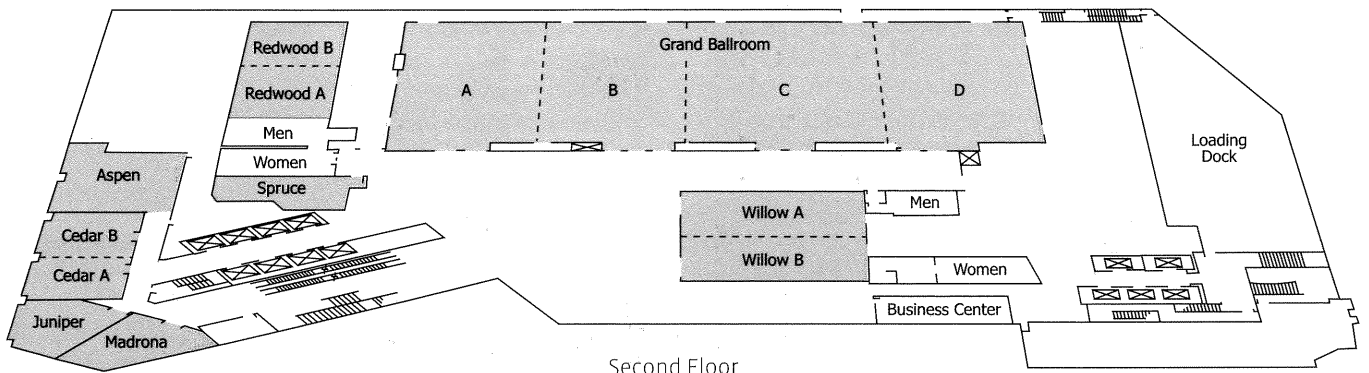 Redwood B
Redwood A
Men
Women
Spruce
Aspen
Cedar B
Cedar A
Juniper
Madrona
Grand Ballroom
A
B
C
D
Willow A
Willow B
Men
Women
Business Center
Loading
Dock
Second Floor